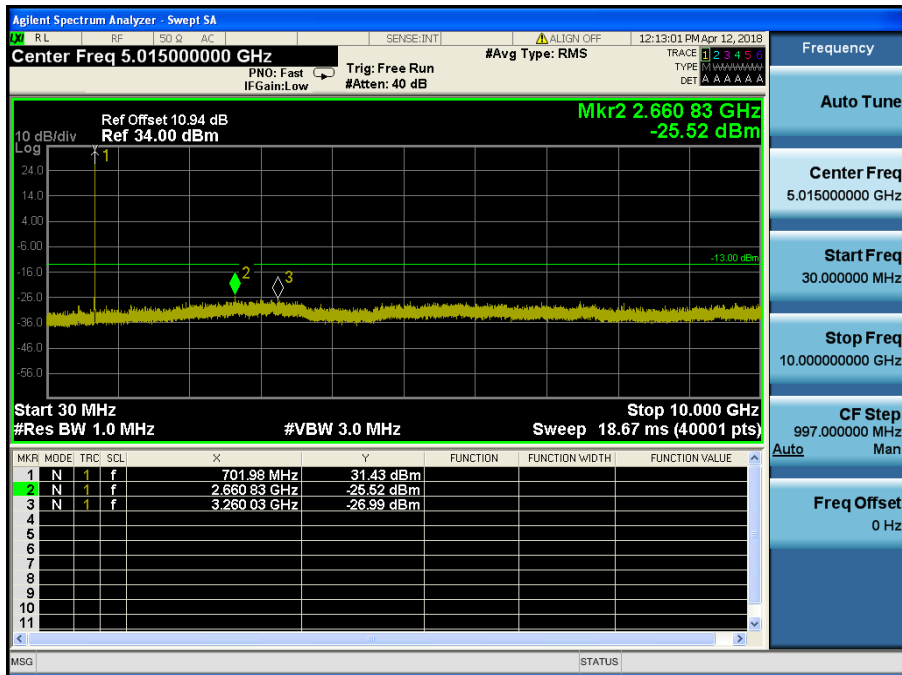 Agilent Spectrum Analyzer - Swept SA
LXI RL RF 50 Ω AC SENSE:INT ALIGN OFF 12:13:01 PM Apr 12, 2018
Center Freq 5.015000000 GHz #Avg Type: RMS TRACE 1 2 3 4 5 6
PNO: Fast Trig: Free Run TYPE M WWWWW
IFGain:Low #Atten: 40 dB DET A A A A A A
Frequency
Auto Tune
Center Freq
5.015000000 GHz
Start Freq
30.000000 MHz
Stop Freq
10.000000000 GHz
CF Step
997.000000 MHz
Auto Man
Freq Offset
0 Hz
Mkr2 2.660 83 GHz
-25.52 dBm
Ref Offset 10.94 dB
10 dB/div Ref 34.00 dBm
Log
1
24.0
14.0
4.00
-6.00
-13.00 dBm
-16.0
2
3
-26.0
-36.0
-46.0
-56.0
Start 30 MHz Stop 10.000 GHz
#Res BW 1.0 MHz #VBW 3.0 MHz Sweep 18.67 ms (40001 pts)
MKR MODE TRC SCL X Y FUNCTION FUNCTION WIDTH FUNCTION VALUE
1 N 1 f 701.98 MHz 31.43 dBm
2 N 1 f 2.660 83 GHz -25.52 dBm
3 N 1 f 3.260 03 GHz -26.99 dBm
4
5
6
7
8
9
10
11
MSG STATUS